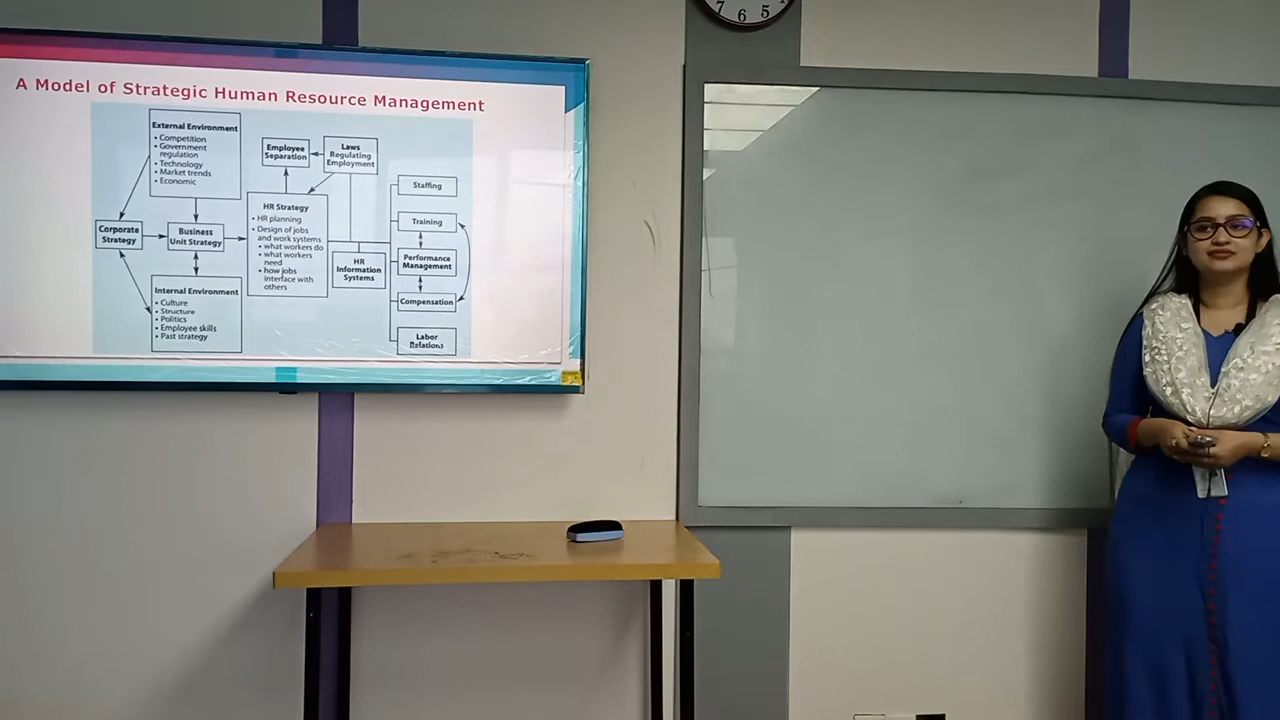 7 6 5
A Model of Strategic Human Resource Management
External Environment
• Competition
• Government
regulation
• Technology
• Market trends
• Economic
Employee
Separation
Laws
Regulating
Employment
Staffing
Corporate
Strategy
Business
Unit Strategy
HR Strategy
• HR planning
• Design of jobs
and work systems
• what workers do
• what workers
need
• how jobs
interface with
others
Training
HR
Information
Systems
Performance
Management
Internal Environment
• Culture
• Structure
• Politics
• Employee skills
• Past strategy
Compensation
Labor
Relations